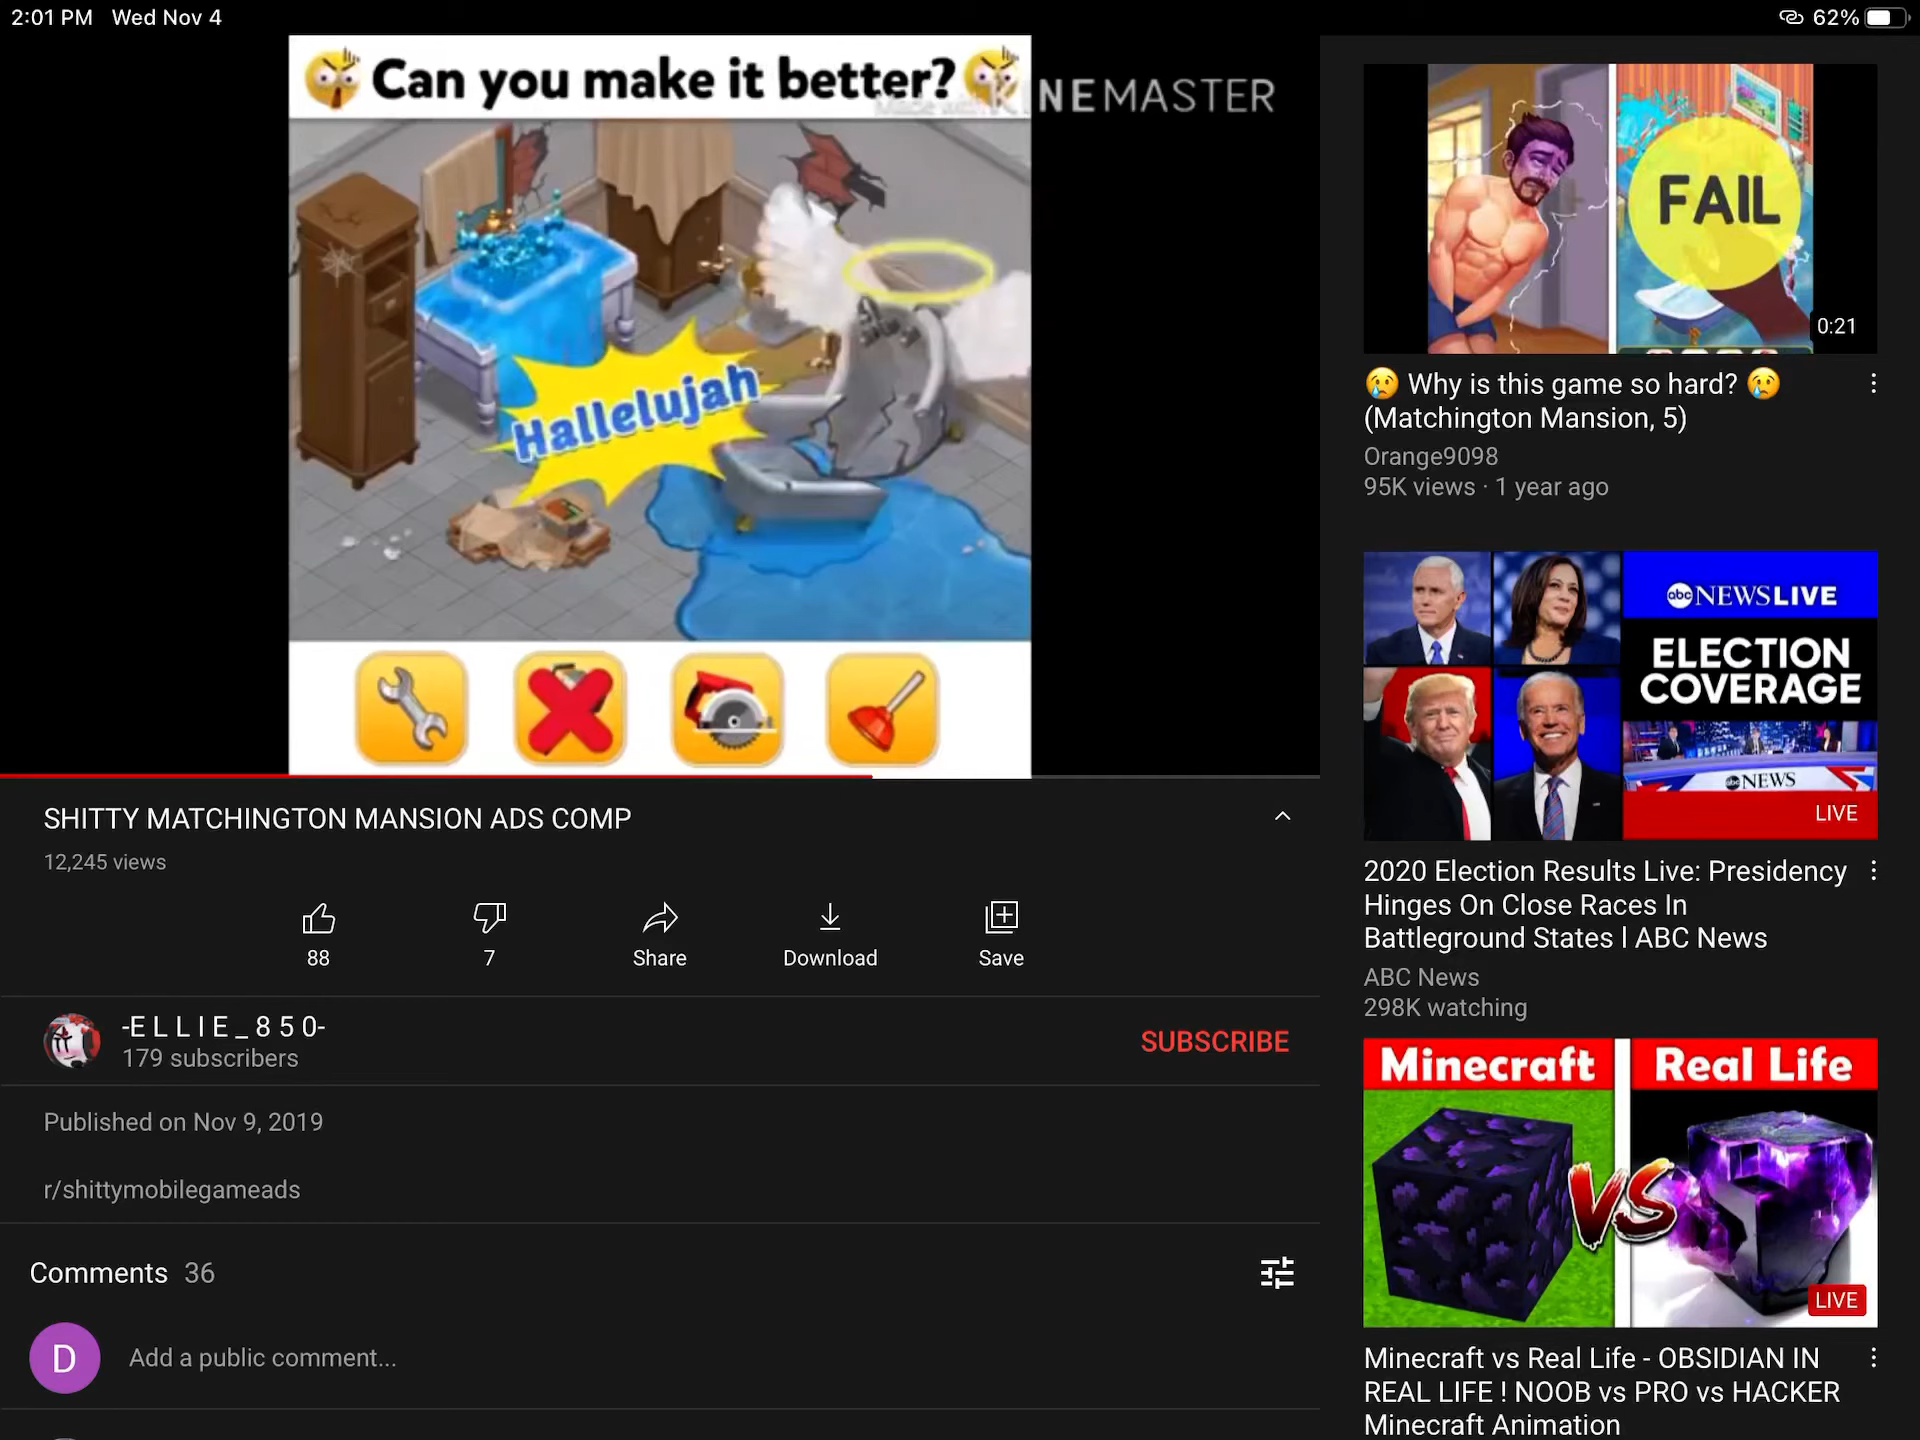 2:01 PM Wed Nov 4
62%
Can you make it better?
NEMASTER
Hallelujah
SHITTY MATCHINGTON MANSION ADS COMP
12,245 views
88
7
Share
Download
Save
-E L L I E _ 8 5 0-
179 subscribers
SUBSCRIBE
Published on Nov 9, 2019
r/shittymobilegameads
Comments 36
D
Add a public comment...
FAIL
0:21
😢 Why is this game so hard? 😢
(Matchington Mansion, 5)
Orange9098
95K views · 1 year ago
abc NEWS LIVE
ELECTION
COVERAGE
abc NEWS
LIVE
2020 Election Results Live: Presidency
Hinges On Close Races In
Battleground States l ABC News
ABC News
298K watching
Minecraft
Real Life
VS
LIVE
Minecraft vs Real Life - OBSIDIAN IN
REAL LIFE ! NOOB vs PRO vs HACKER
Minecraft Animation